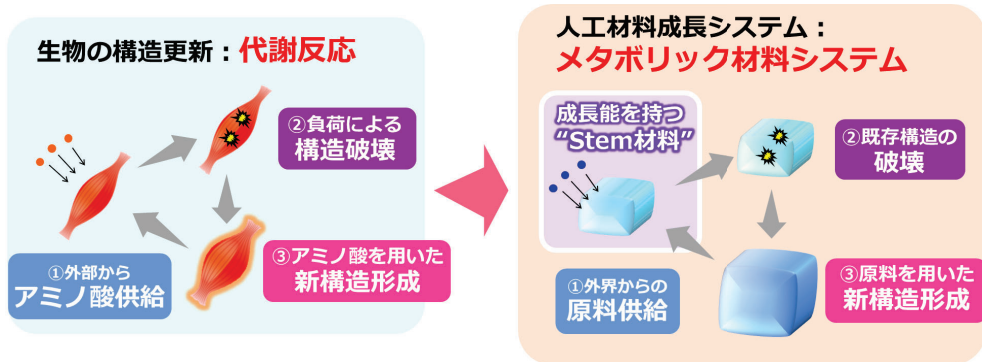 生物の構造更新：代謝反応
②負荷による
構造破壊
①外部から
アミノ酸供給
③アミノ酸を用いた
新構造形成
人工材料成長システム：
メタボリック材料システム
成長能を持つ
“Stem材料”
②既存構造の
破壊
①外界からの
原料供給
③原料を用いた
新構造形成